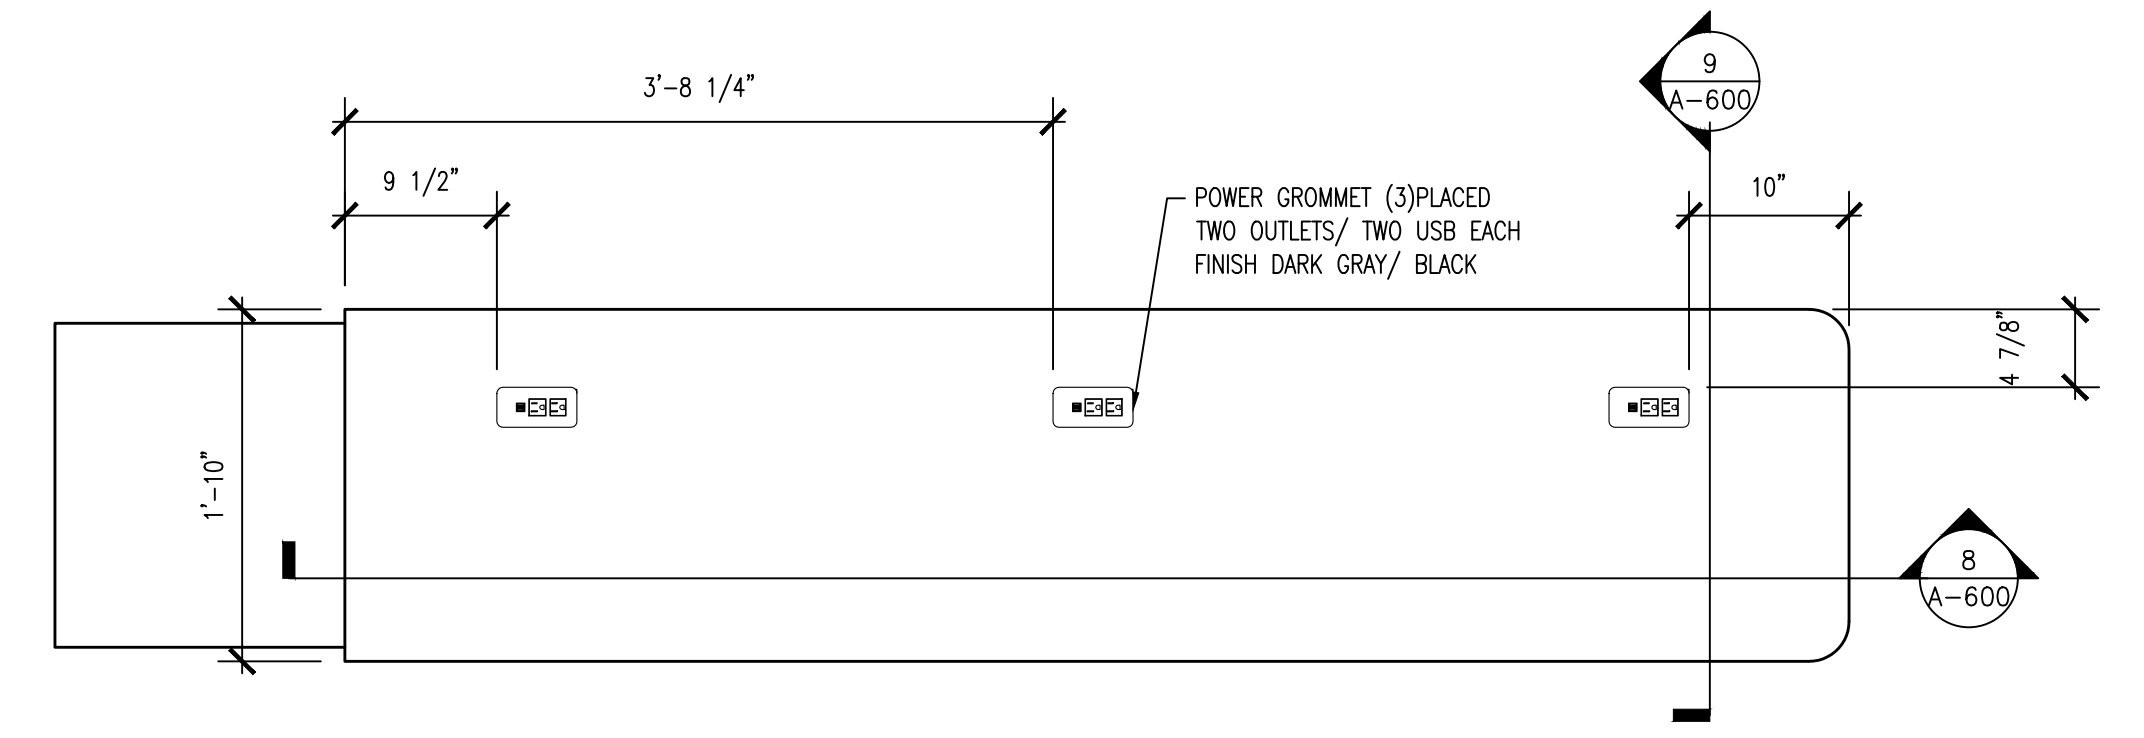 9
A-600
3'-8 1/4"
9 1/2"
10"
POWER GROMMET (3)PLACED
TWO OUTLETS/ TWO USB EACH
FINISH DARK GRAY/ BLACK
4 7/8"
1'-10"
8
A-600